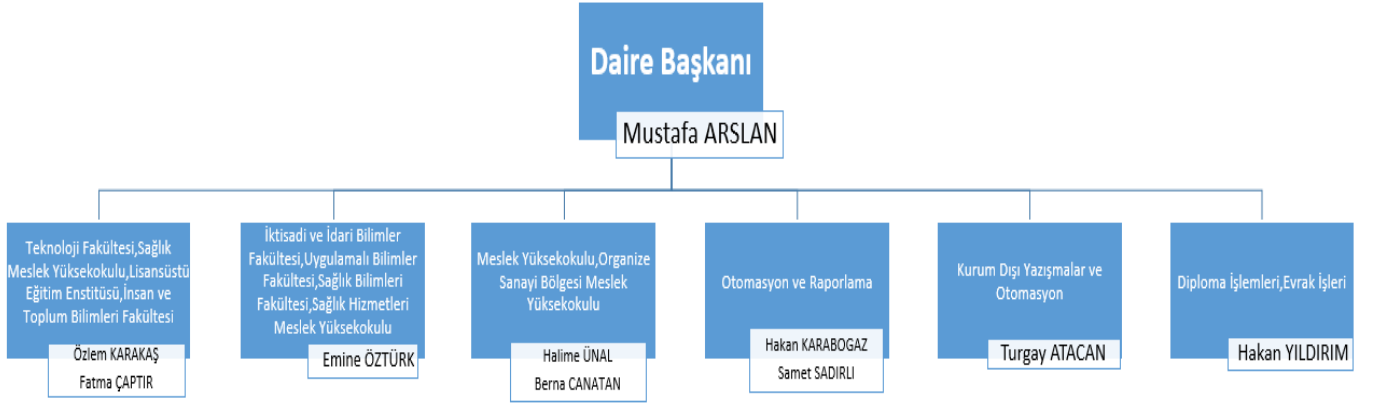 Daire Başkanı
Mustafa ARSLAN
Teknoloji Fakültesi,Sağlık
Meslek Yüksekokulu,Lisansüstü
Eğitim Enstitüsü,İnsan ve
Toplum Bilimleri Fakültesi
Özlem KARAKAŞ
Fatma ÇAPTIR
İktisadi ve İdari Bilimler
Fakültesi,Uygulamalı Bilimler
Fakültesi,Sağlık Bilimleri
Fakültesi,Sağlık Hizmetleri
Meslek Yüksekokulu
Emine ÖZTÜRK
Meslek Yüksekokulu,Organize
Sanayi Bölgesi Meslek
Yüksekokulu
Halime ÜNAL
Berna CANATAN
Otomasyon ve Raporlama
Hakan KARABOGAZ
Samet SADIRLI
Kurum Dışı Yazışmalar ve
Otomasyon
Turgay ATACAN
Diploma İşlemleri,Evrak İşleri
Hakan YILDIRIM